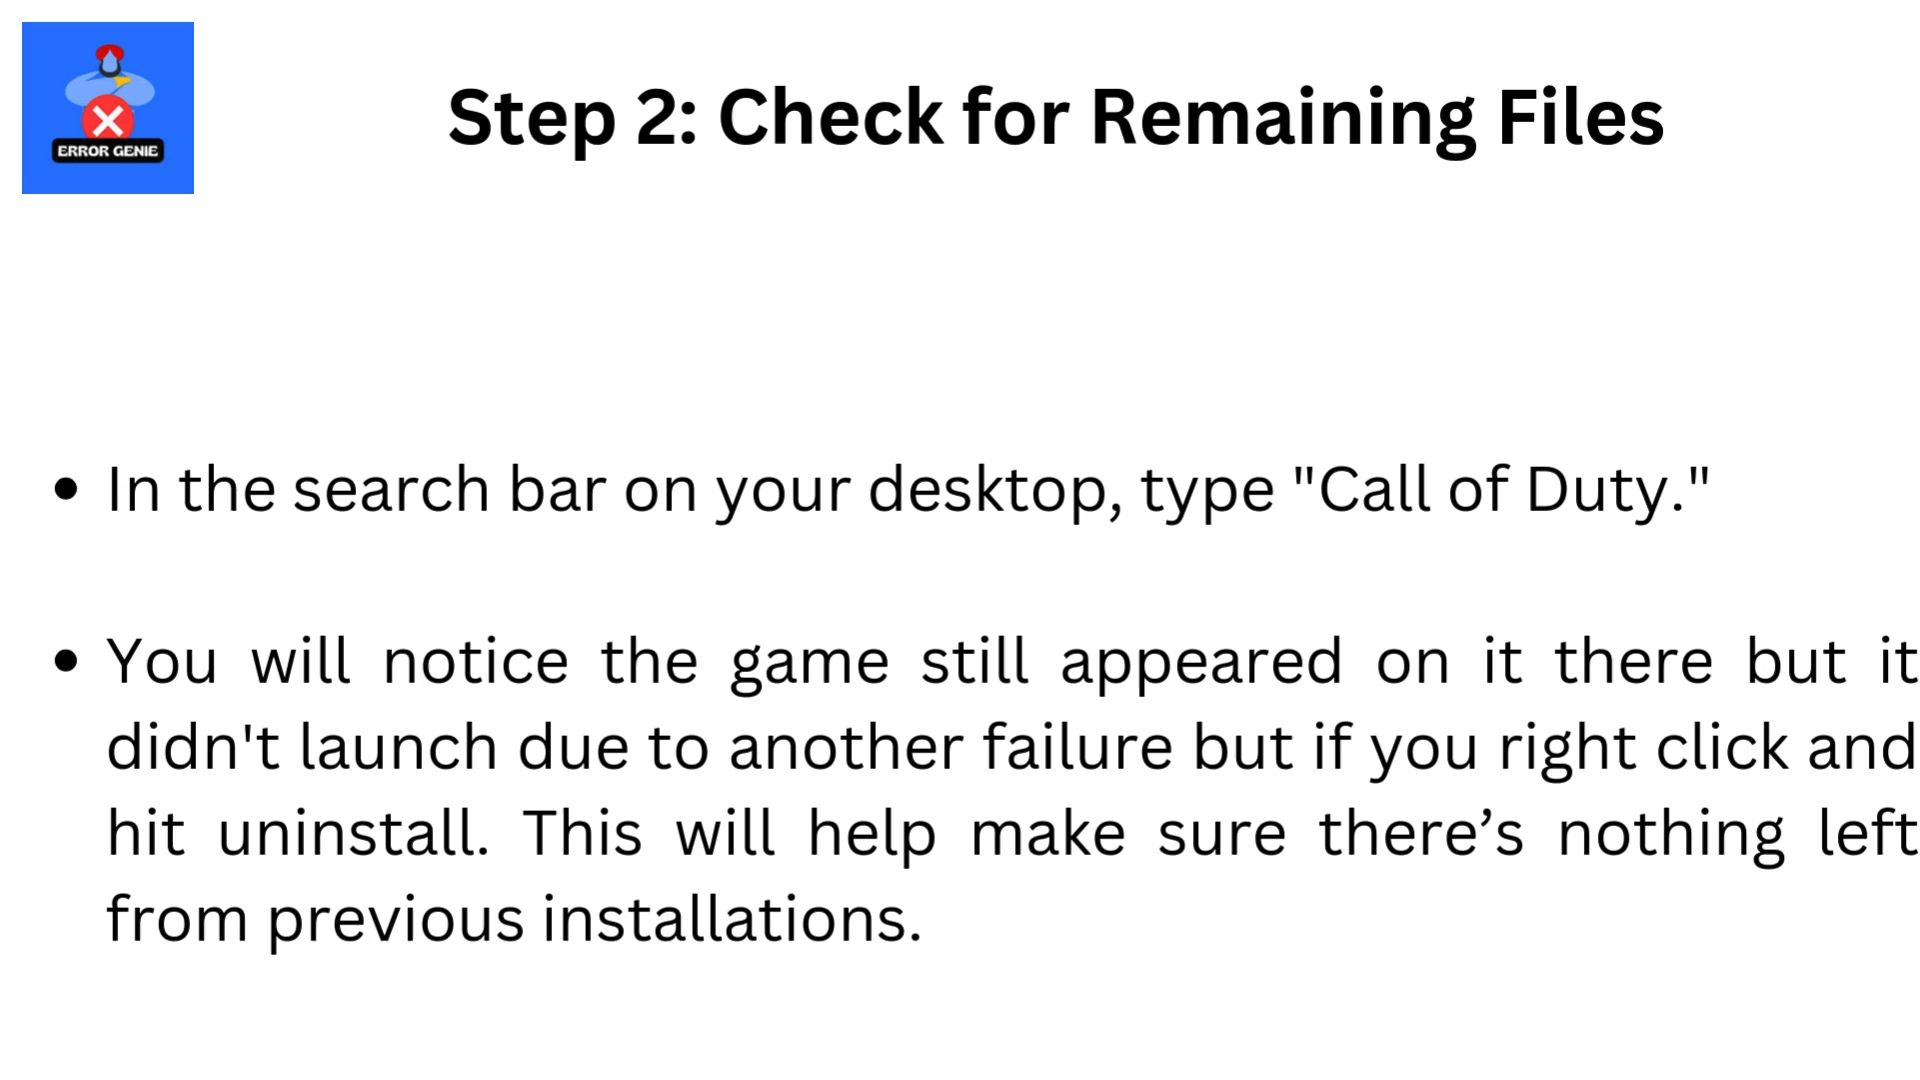 ERROR GENIE
Step 2: Check for Remaining Files
• In the search bar on your desktop, type "Call of Duty."
• You will notice the game still appeared on it there but it
didn't launch due to another failure but if you right click and
hit uninstall. This will help make sure there’s nothing left
from previous installations.